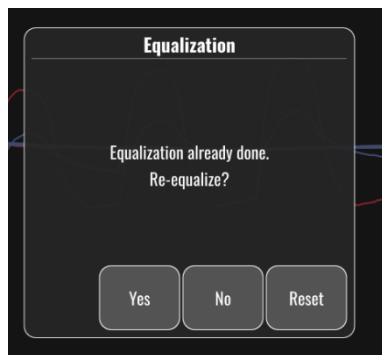 Equalization
Equalization already done.
Re-equalize?
Yes
No
Reset